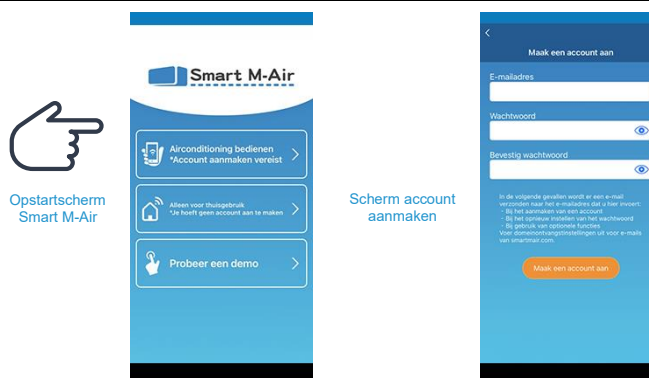 Opstartscherm
Smart M-Air
Smart M-Air
Airconditioning bedienen
*Account aanmaken vereist
Alleen voor thuisgebruik
*Je hoeft geen account aan te maken
Probeer een demo
Scherm account
aanmaken
Maak een account aan
E-mailadres
Wachtwoord
Bevestig wachtwoord
In de volgende gevallen wordt er een e-mail
verzonden naar het e-mailadres dat u hier invoert:
- Bij het aanmaken van een account
- Bij het opnieuw instellen van het wachtwoord
- Bij gebruik van optionele functies
Voer domeinontvangstinstellingen uit voor e-mails
van smartmair.com.
Maak een account aan